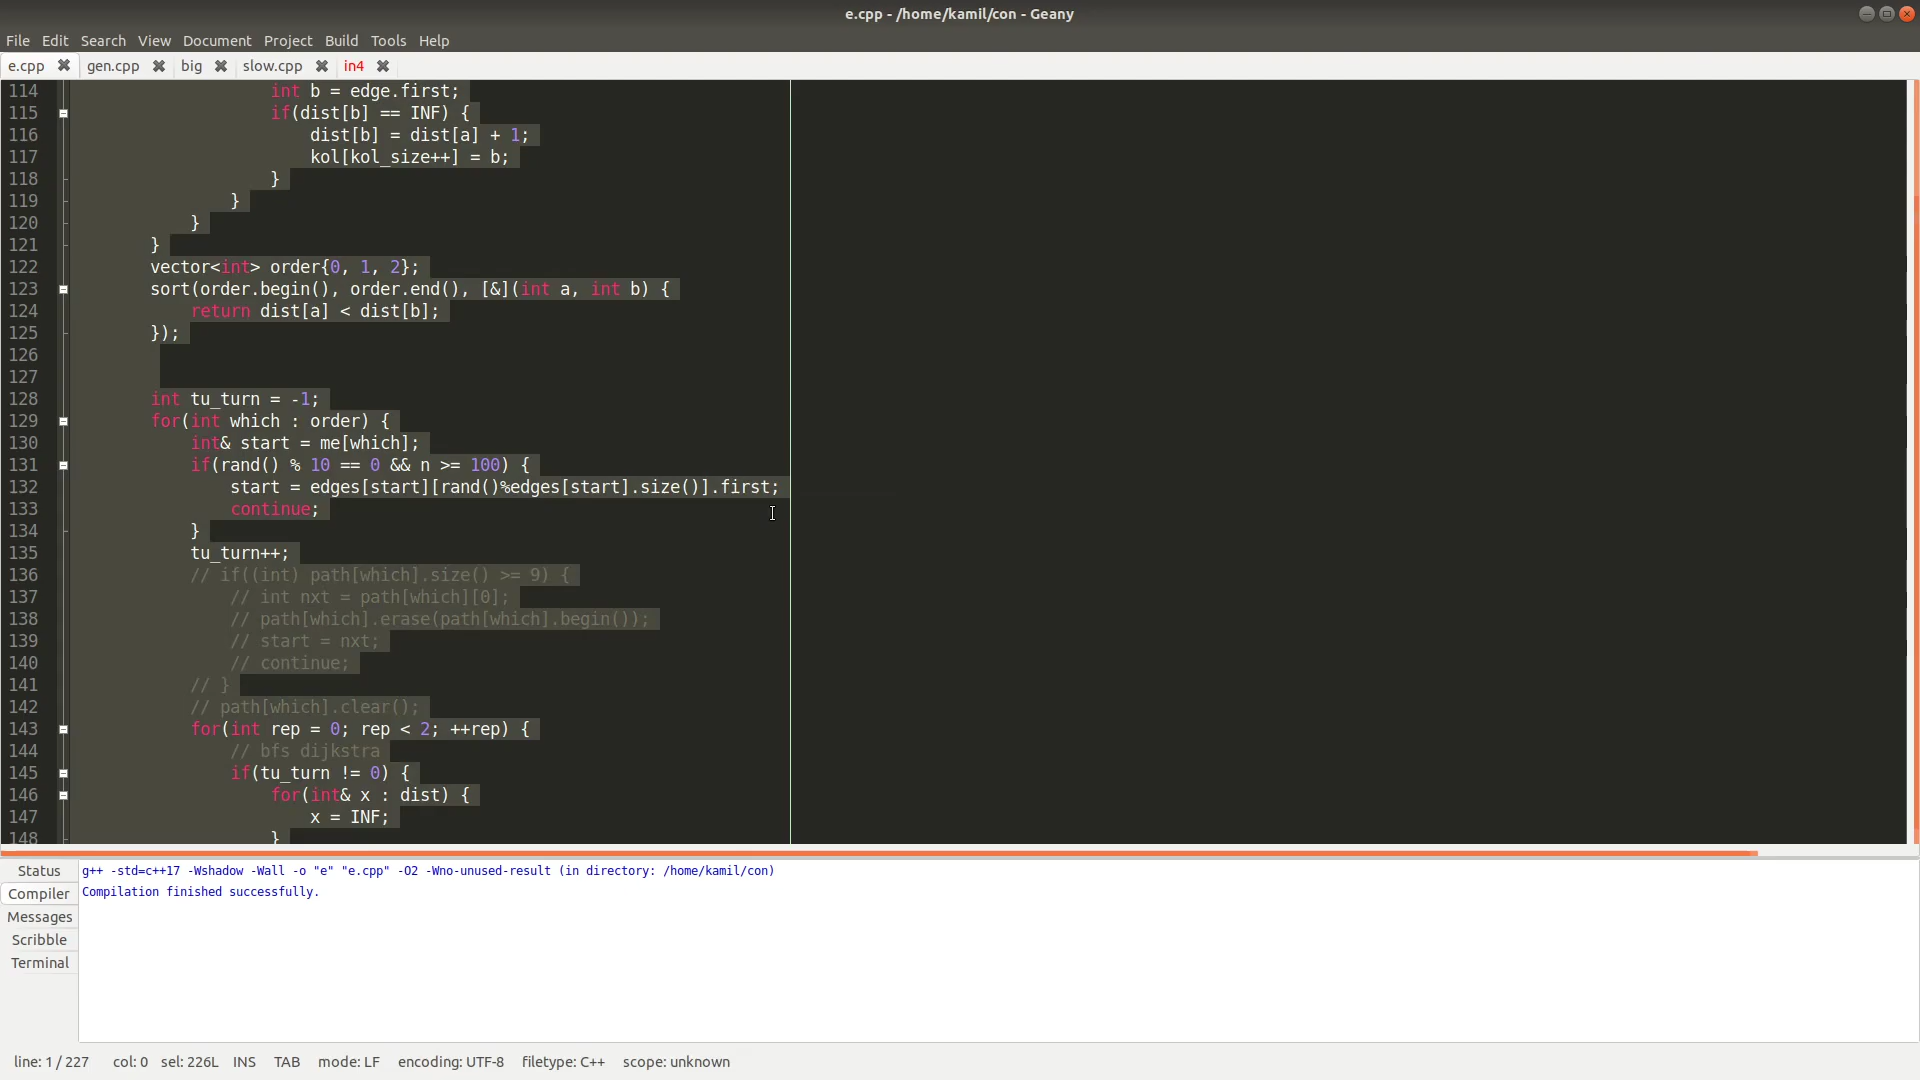 e.cpp - /home/kamil/con - Geany
File Edit Search View Document Project Build Tools Help
e.cpp gen.cpp big slow.cpp in4
114 int b = edge.first;
115 if(dist[b] == INF) {
116 dist[b] = dist[a] + 1;
117 kol[kol_size++] = b;
118 }
119 }
120 }
121 }
122 vector<int> order{0, 1, 2};
123 sort(order.begin(), order.end(), [&](int a, int b) {
124 return dist[a] < dist[b];
125 });
126
127
128 int tu_turn = -1;
129 for(int which : order) {
130 int& start = me[which];
131 if(rand() % 10 == 0 && n >= 100) {
132 start = edges[start][rand()%edges[start].size()].first;
133 continue;
134 }
135 tu_turn++;
136 // if((int) path[which].size() >= 9) {
137 // int nxt = path[which][0];
138 // path[which].erase(path[which].begin());
139 // start = nxt;
140 // continue;
141 // }
142 // path[which].clear();
143 for(int rep = 0; rep < 2; ++rep) {
144 // bfs dijkstra
145 if(tu_turn != 0) {
146 for(int& x : dist) {
147 x = INF;
148 }
Status
Compiler
Messages
Scribble
Terminal
g++ -std=c++17 -Wshadow -Wall -o "e" "e.cpp" -O2 -Wno-unused-result (in directory: /home/kamil/con)
Compilation finished successfully.
line: 1 / 227 col: 0 sel: 226L INS TAB mode: LF encoding: UTF-8 filetype: C++ scope: unknown